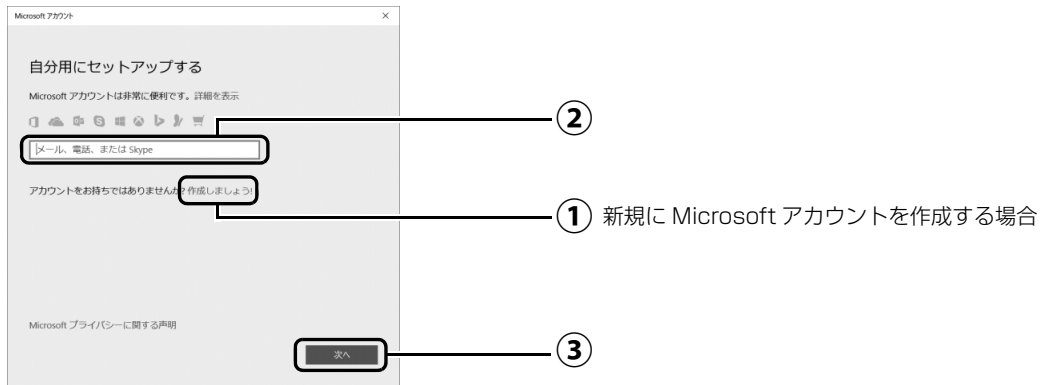 Microsoft アカウント
自分用にセットアップする
Microsoft アカウントは非常に便利です。詳細を表示
②
メール、電話、または Skype
アカウントをお持ちではありませんか? 作成しましょう!
① 新規に Microsoft アカウントを作成する場合
Microsoft プライバシーに関する声明
次へ
③